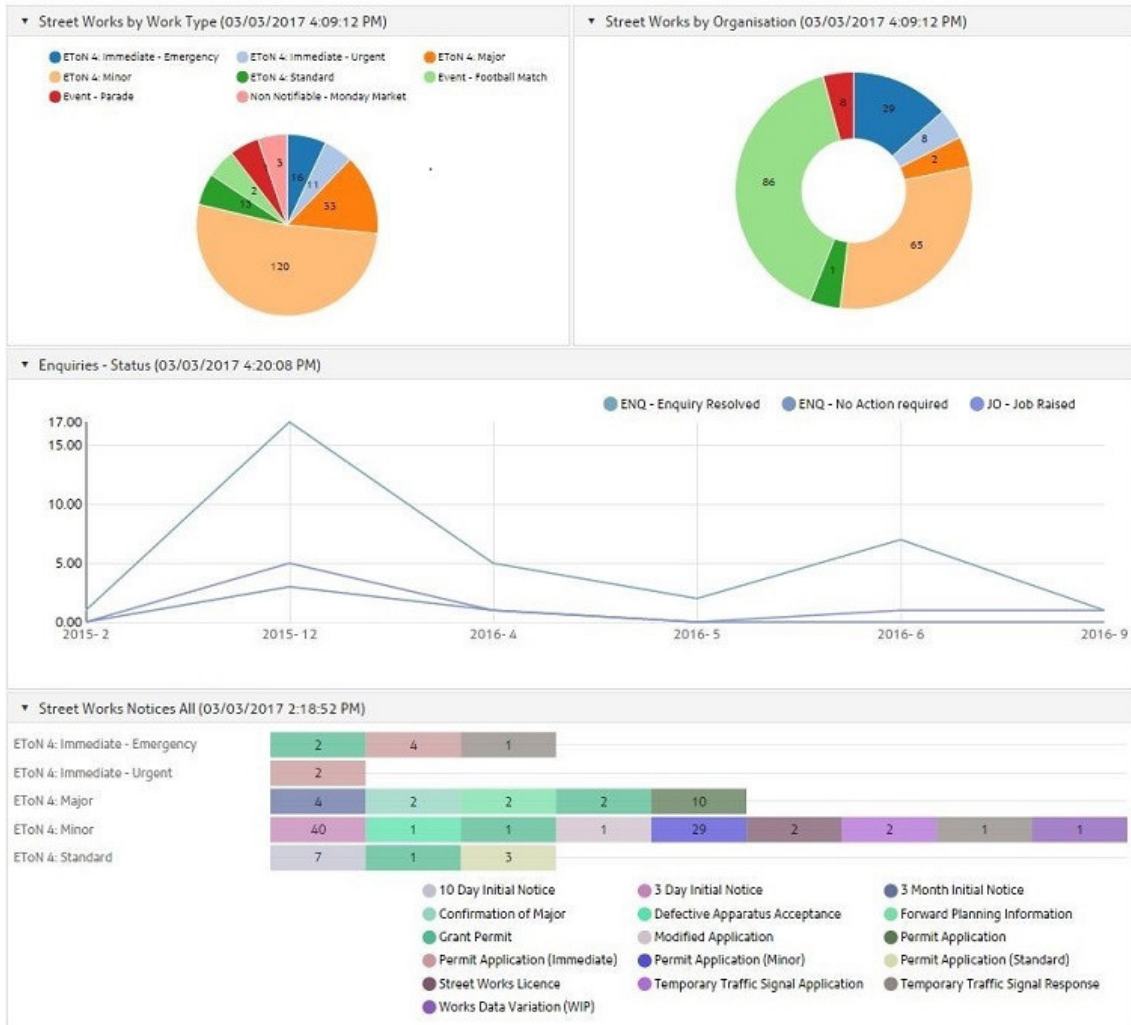 Street Works by Work Type (03/03/2017 4:09:12 PM)
EToN 4: Immediate - Emergency
EToN 4: Immediate - Urgent
EToN 4: Major
EToN 4: Minor
EToN 4: Standard
Event - Football Match
Event - Parade
Non Notifiable - Monday Market
3
16
11
2
13
33
120
Street Works by Organisation (03/03/2017 4:09:12 PM)
8
29
8
2
86
65
1
Enquiries - Status (03/03/2017 4:20:08 PM)
ENQ - Enquiry Resolved ENQ - No Action required JO - Job Raised
17.00
15.00
10.00
5.00
0.00
2015- 2 2015- 12 2016- 4 2016- 5 2016- 6 2016- 9
Street Works Notices All (03/03/2017 2:18:52 PM)
EToN 4: Immediate - Emergency 2 4 1
EToN 4: Immediate - Urgent 2
EToN 4: Major 4 2 2 2 10
EToN 4: Minor 40 1 1 1 29 2 2 1 1
EToN 4: Standard 7 1 3
10 Day Initial Notice 3 Day Initial Notice 3 Month Initial Notice
Confirmation of Major Defective Apparatus Acceptance Forward Planning Information
Grant Permit Modified Application Permit Application
Permit Application (Immediate) Permit Application (Minor) Permit Application (Standard)
Street Works Licence Temporary Traffic Signal Application Temporary Traffic Signal Response
Works Data Variation (WIP)